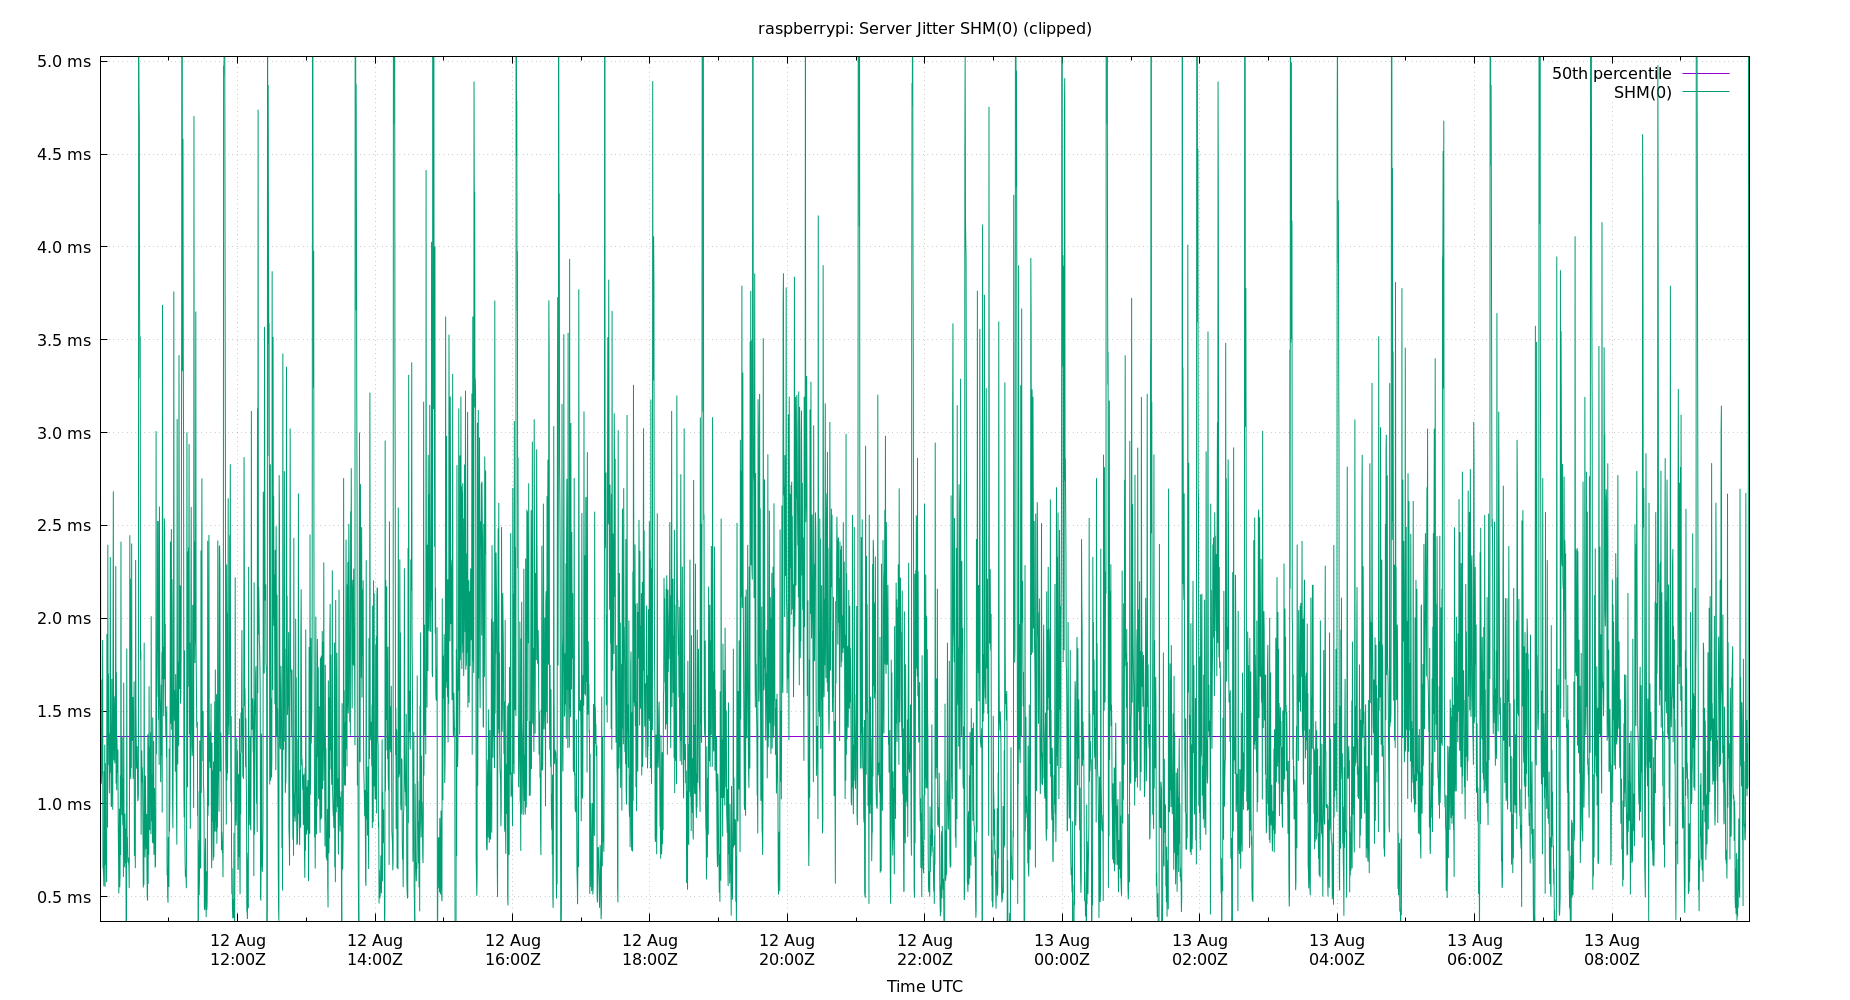 raspberrypi: Server Jitter SHM(0) (clipped)
5.0 ms
4.5 ms
4.0 ms
3.5 ms
3.0 ms
2.5 ms
2.0 ms
1.5 ms
1.0 ms
0.5 ms
50th percentile
SHM(0)
12 Aug 12 Aug 12 Aug 12 Aug 12 Aug 12 Aug 13 Aug 13 Aug 13 Aug 13 Aug 13 Aug
12:00Z 14:00Z 16:00Z 18:00Z 20:00Z 22:00Z 00:00Z 02:00Z 04:00Z 06:00Z 08:00Z
Time UTC